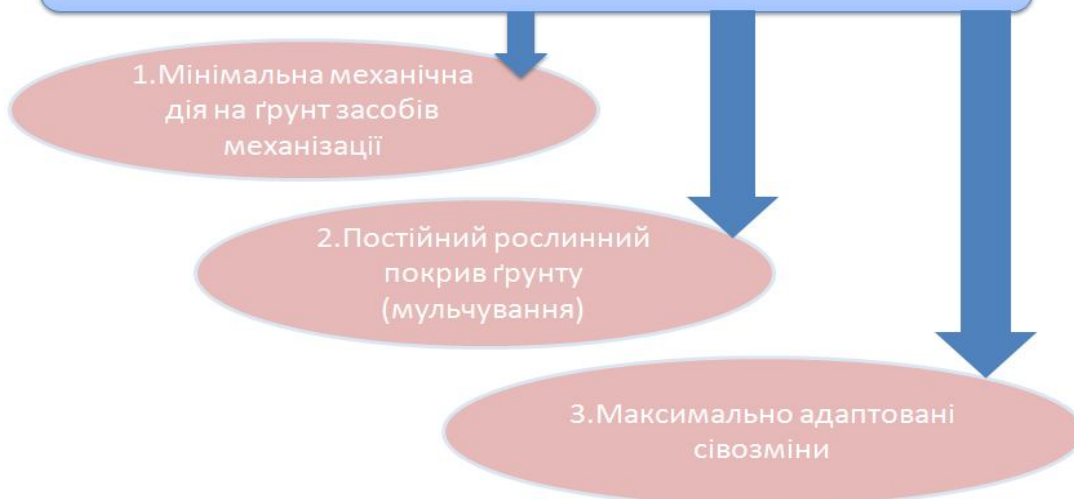 1.Мінімальна механічна
дія на ґрунт засобів
механізації
2.Постійний рослинний
покрив ґрунту
(мульчування)
3.Максимально адаптовані
сівозміни